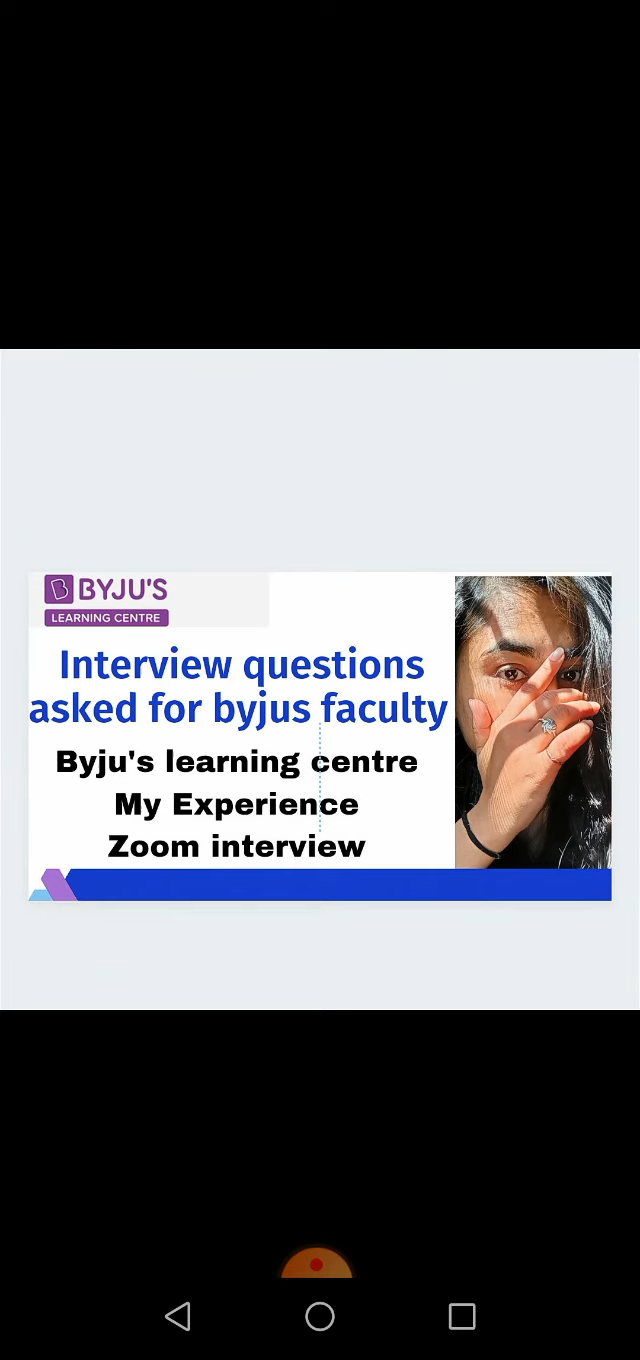 BYJU'S
LEARNING CENTRE
Interview questions
asked for byjus faculty
Byju's learning centre
My Experience
Zoom interview